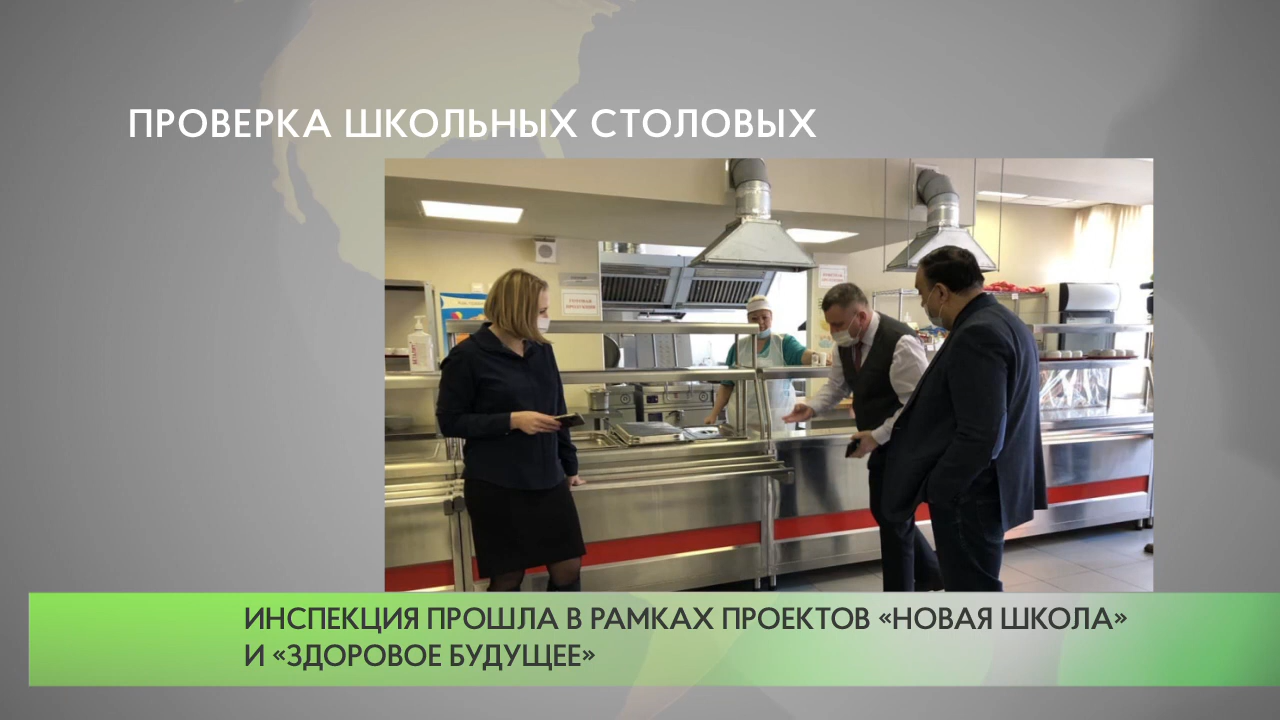 ПРОВЕРКА ШКОЛЬНЫХ СТОЛОВЫХ
ИНСПЕКЦИЯ ПРОШЛА В РАМКАХ ПРОЕКТОВ «НОВАЯ ШКОЛА»
И «ЗДОРОВОЕ БУДУЩЕЕ»